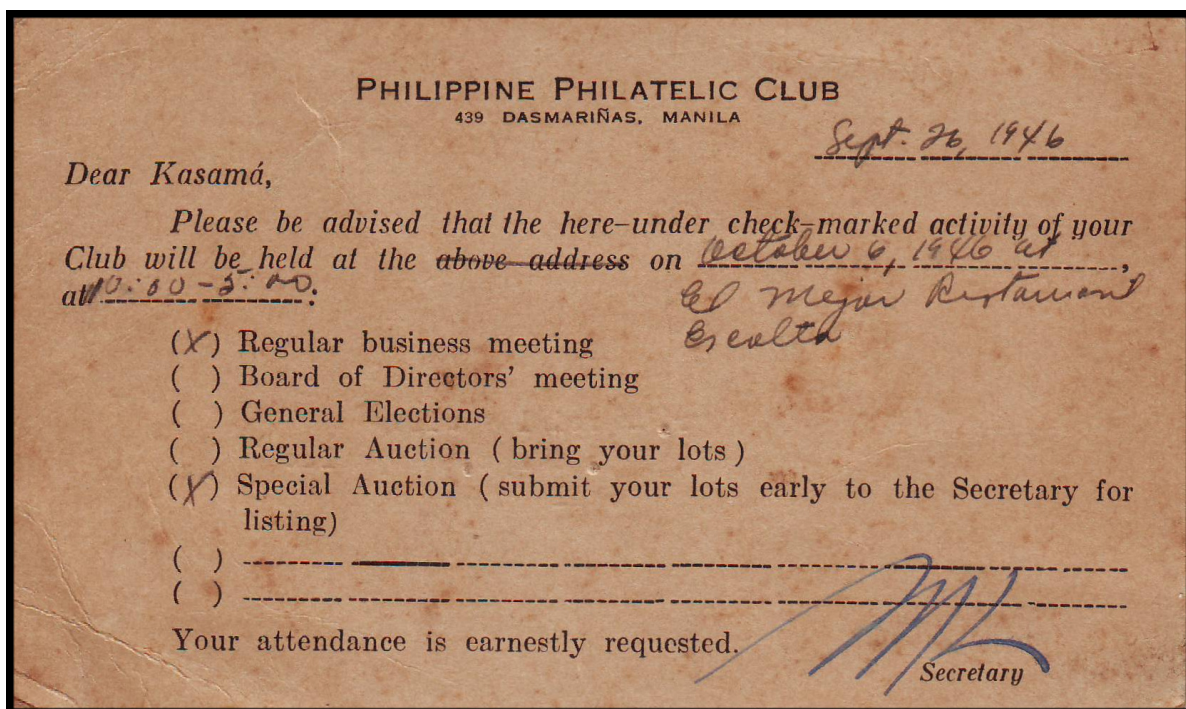 PHILIPPINE PHILATELIC CLUB
439 DASMARIÑAS, MANILA
Sept. 26, 1946
Dear Kasamá,
Please be advised that the here-under check-marked activity of your
Club will be held at the above address on October 6, 1946 at,
at 10:00-5:00:
El Mejor Restaurant
Escolta
(X) Regular business meeting
( ) Board of Directors' meeting
( ) General Elections
( ) Regular Auction ( bring your lots )
(X) Special Auction ( submit your lots early to the Secretary for
listing)
( )
( )
Your attendance is earnestly requested.
Secretary